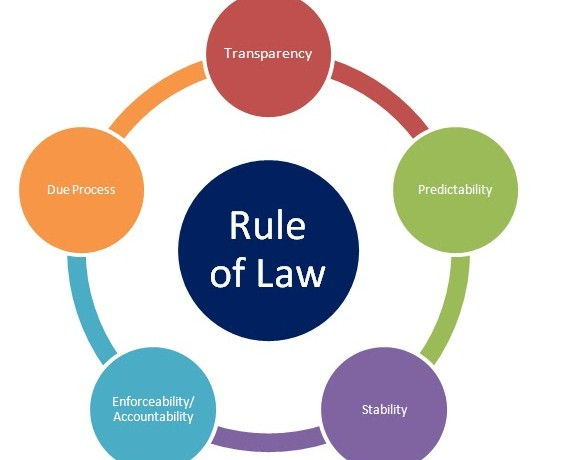 Transparency
Predictability
Stability
Enforceability/
Accountability
Due Process
Rule
of Law